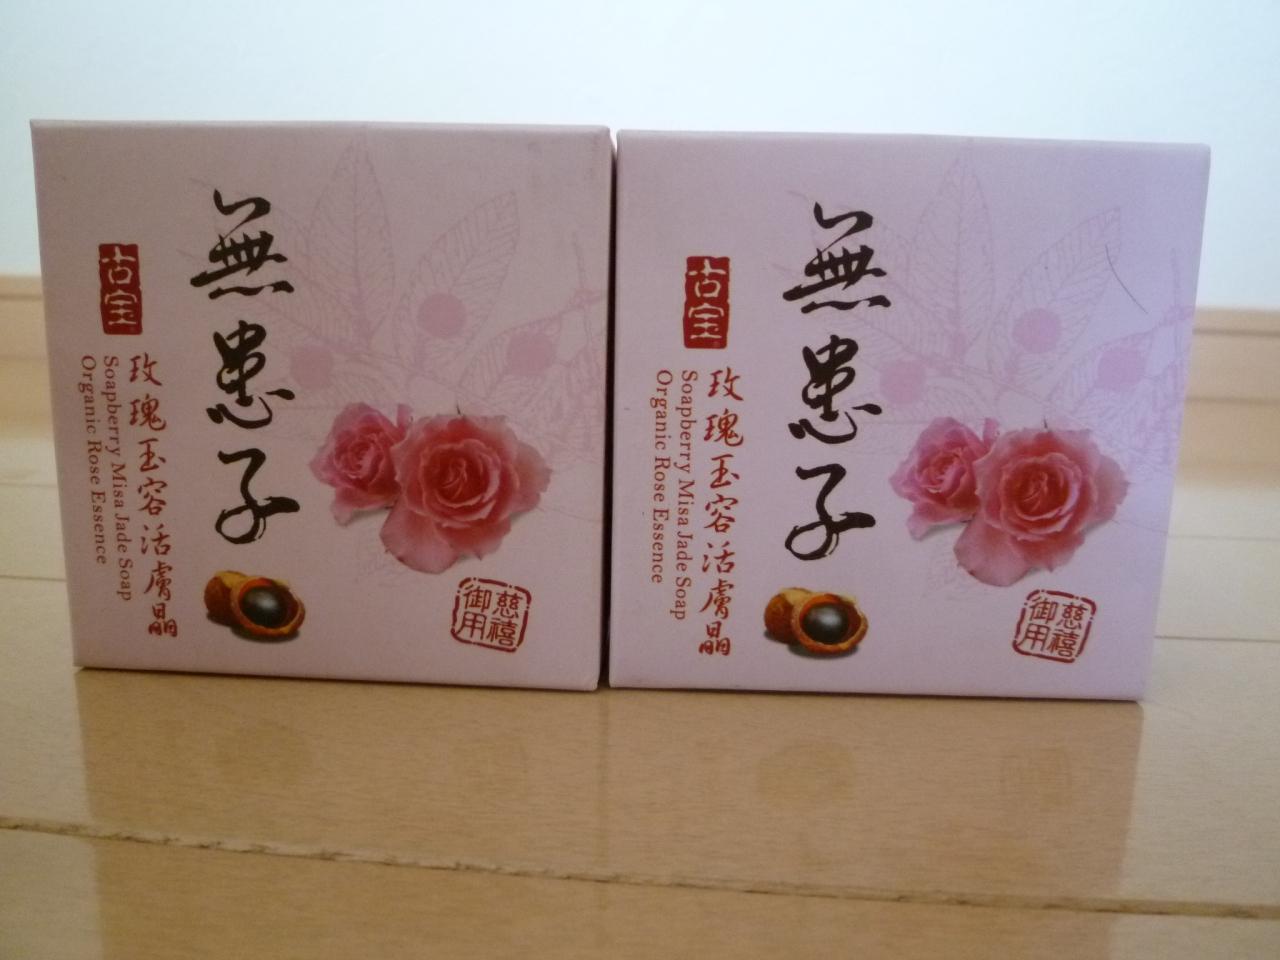 無患子
古宝
玫瑰玉容活膚晶
Soapberry Misa Jade Soap
Organic Rose Essence
慈禧
御用
無患子
古宝
玫瑰玉容活膚晶
Soapberry Misa Jade Soap
Organic Rose Essence
慈禧
御用